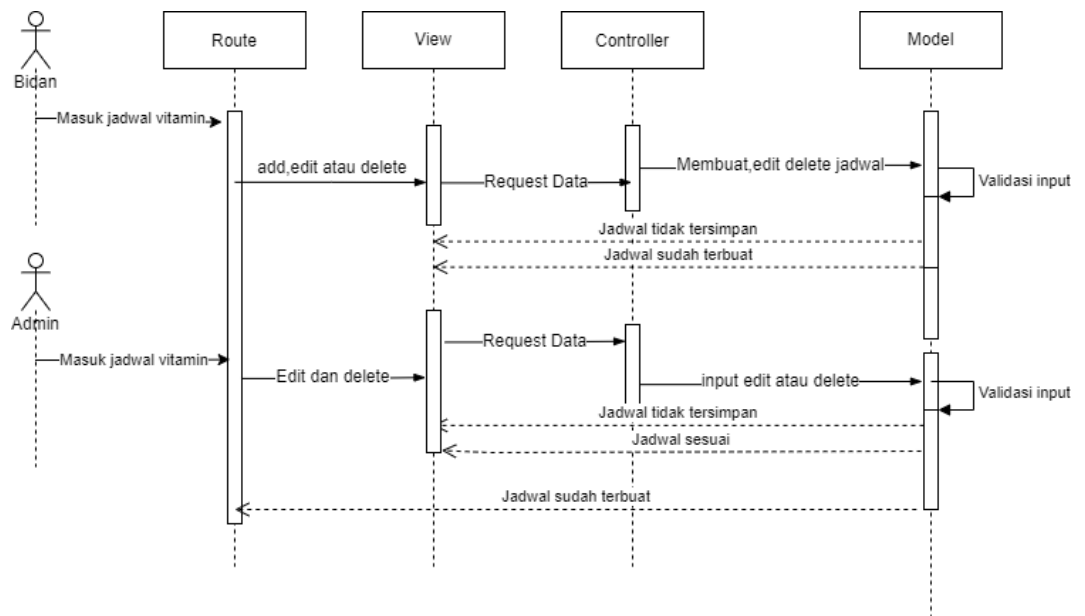 Route
View
Controller
Model
Bidan
Masuk jadwal vitamin
add,edit atau delete
Request Data
Membuat,edit delete jadwal
Validasi input
Jadwal tidak tersimpan
Jadwal sudah terbuat
Admin
Masuk jadwal vitamin
Request Data
Edit dan delete
input edit atau delete
Validasi input
Jadwal tidak tersimpan
Jadwal sesuai
Jadwal sudah terbuat